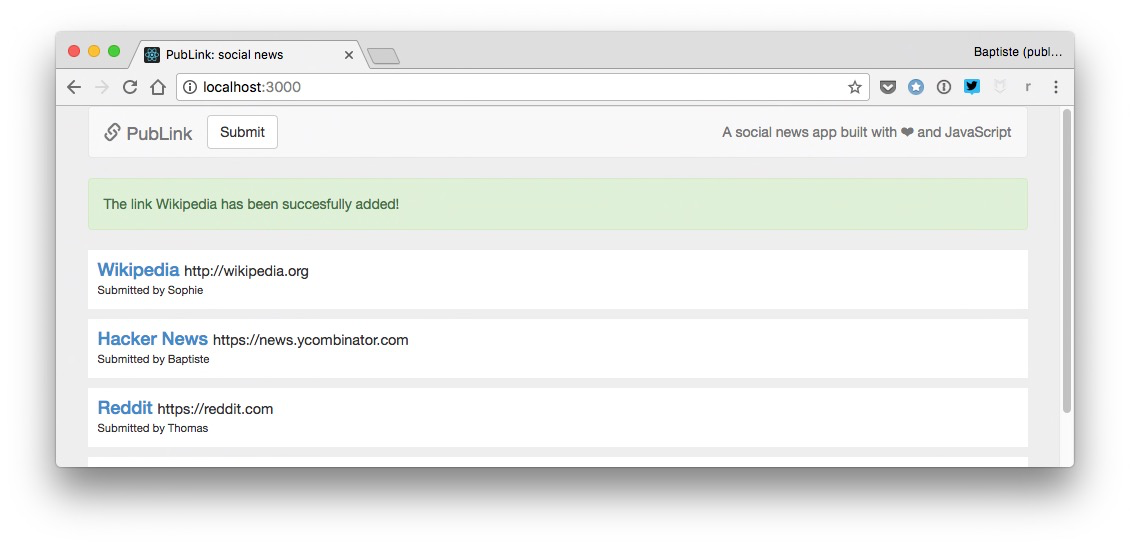 PubLink: social news
Baptiste (publ...
localhost:3000
r
PubLink
Submit
A social news app built with ❤ and JavaScript
The link Wikipedia has been succesfully added!
Wikipedia http://wikipedia.org
Submitted by Sophie
Hacker News https://news.ycombinator.com
Submitted by Baptiste
Reddit https://reddit.com
Submitted by Thomas